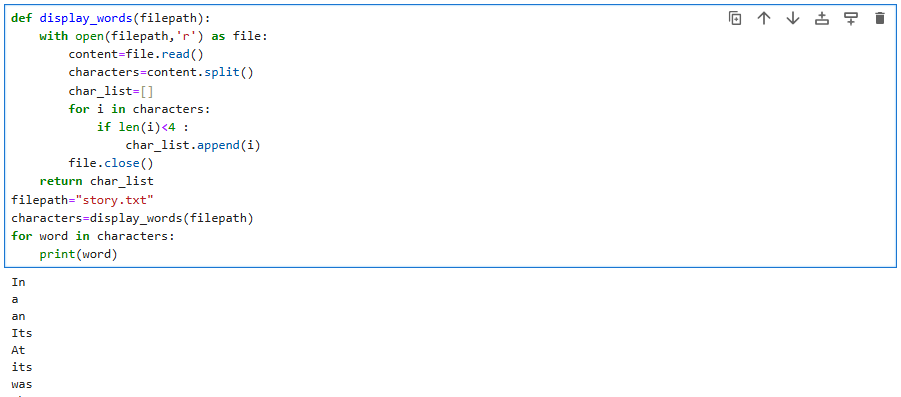 def display_words(filepath):
    with open(filepath,'r') as file:
        content=file.read()
        characters=content.split()
        char_list=[]
        for i in characters:
            if len(i)<4 :
                char_list.append(i)
        file.close()
    return char_list
filepath="story.txt"
characters=display_words(filepath)
for word in characters:
    print(word)
In
a
an
Its
At
its
was